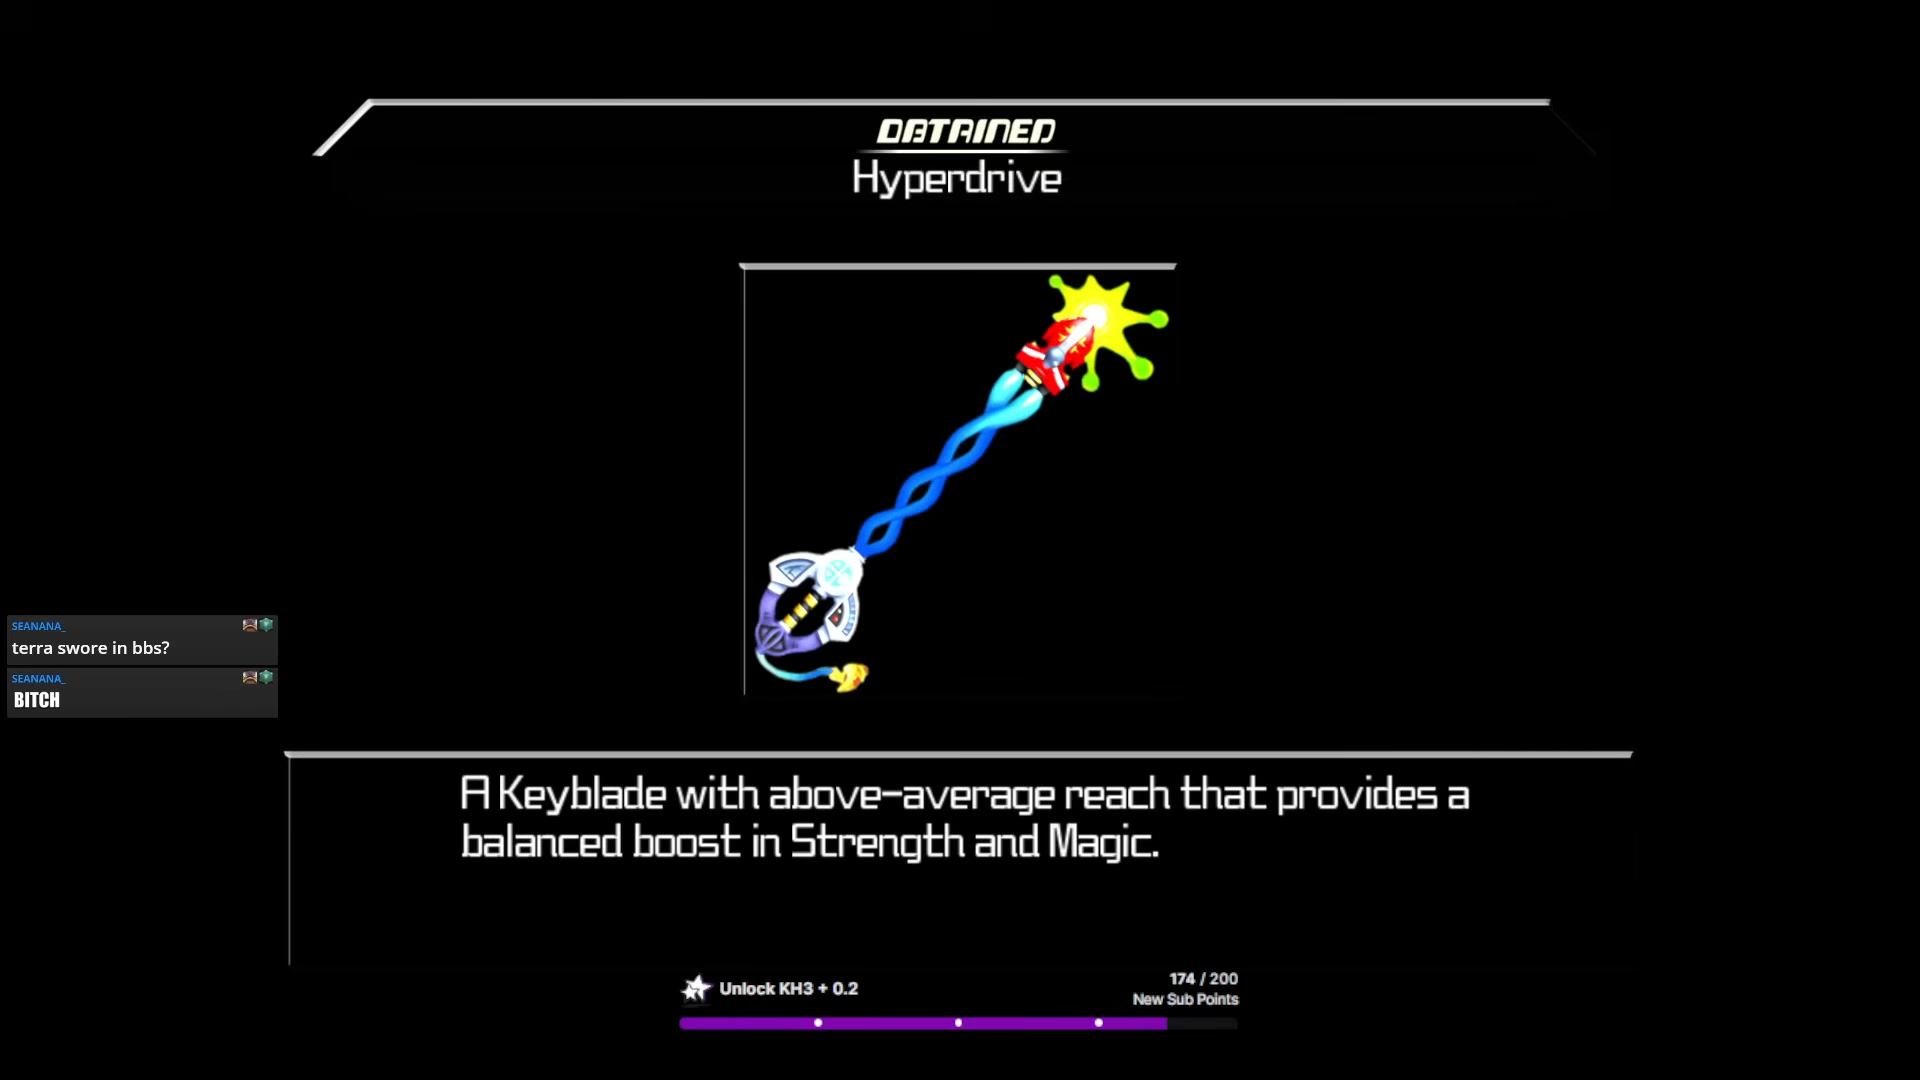 OBTAINED
Hyperdrive
SEANANA_
terra swore in bbs?
SEANANA_
BITCH
A Keyblade with above-average reach that provides a
balanced boost in Strength and Magic.
Unlock KH3 + 0.2
174 / 200
New Sub Points